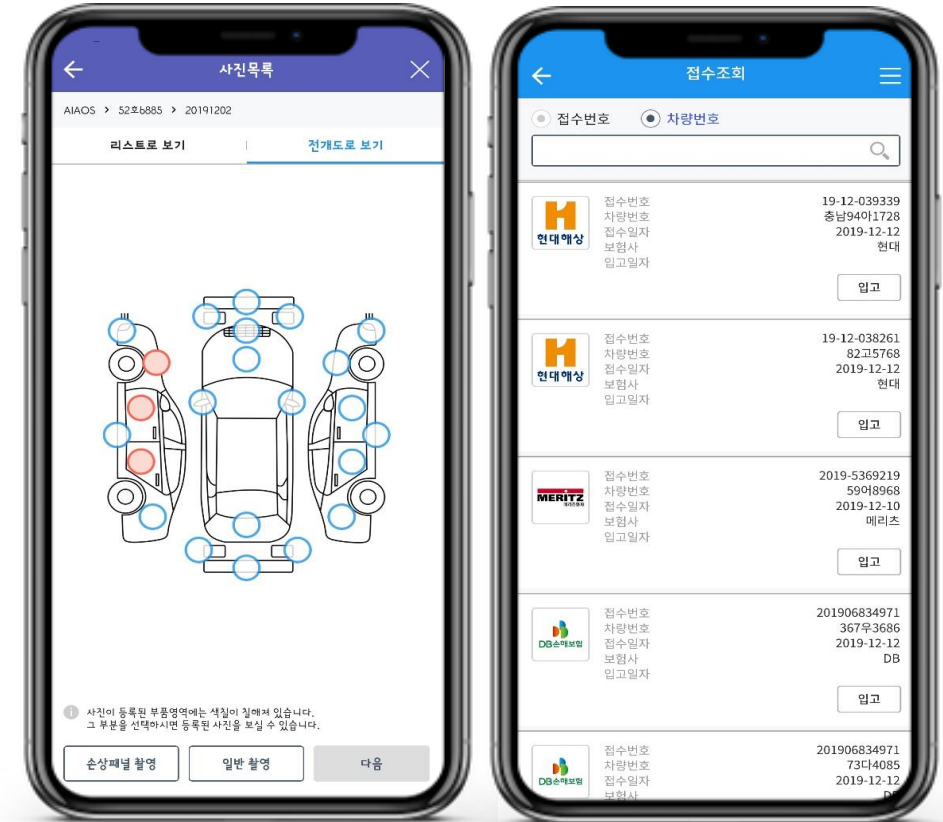 사진목록
AIAOS > 52호6885 > 20191202
리스트로 보기
전개도로 보기
사진이 등록된 부품영역에는 색칠이 칠해져 있습니다.
그 부분을 선택하시면 등록된 사진을 보실 수 있습니다.
손상패널 촬영
일반 촬영
다음
접수조회
접수번호
차량번호
현대해상
접수번호 19-12-039339
차량번호 충남94아1728
접수일자 2019-12-12
보험사 현대
입고일자
입고
현대해상
접수번호 19-12-038261
차량번호 82고5768
접수일자 2019-12-12
보험사 현대
입고일자
입고
MERITZ
메리츠화재
접수번호 2019-5369219
차량번호 59어8968
접수일자 2019-12-10
보험사 메리츠
입고일자
입고
DB손해보험
접수번호 201906834971
차량번호 367우3686
접수일자 2019-12-12
보험사 DB
입고일자
입고
DB손해보험
접수번호 201906834971
차량번호 73다4085
접수일자 2019-12-12
보험사 DB